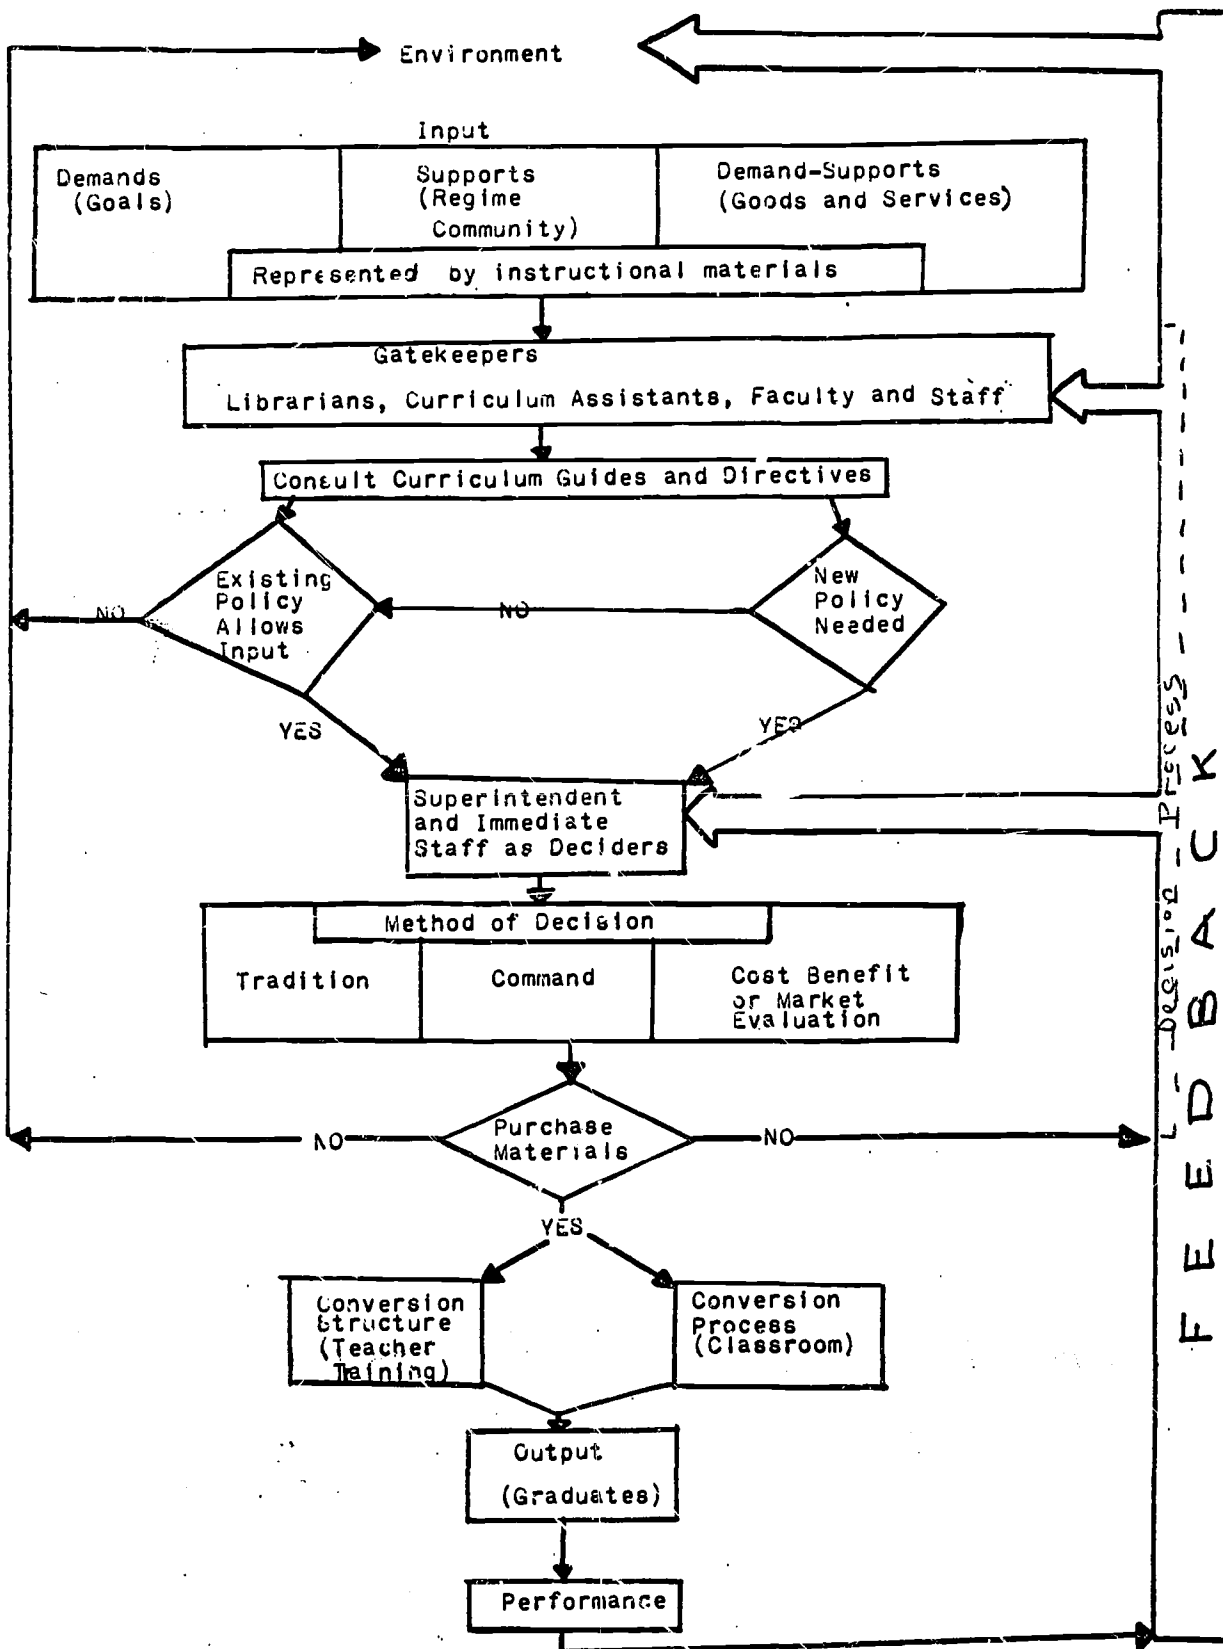 Environment
Input
Demands
(Goals)
Supports
(Regime
Community)
Demand-Supports
(Goods and Services)
Represented by instructional materials
Gatekeepers
Librarians, Curriculum Assistants, Faculty and Staff
Consult Curriculum Guides and Directives
Existing
Policy
Allows
Input
New
Policy
Needed
NO
NO
YES
YES
Superintendent
and Immediate
Staff as Deciders
Method of Decision
Tradition
Command
Cost Benefit
or Market
Evaluation
Purchase
Materials
NO
NO
YES
Conversion
Structure
(Teacher
Training)
Conversion
Process
(Classroom)
Output
(Graduates)
Performance
Decision Process
FEEDBACK